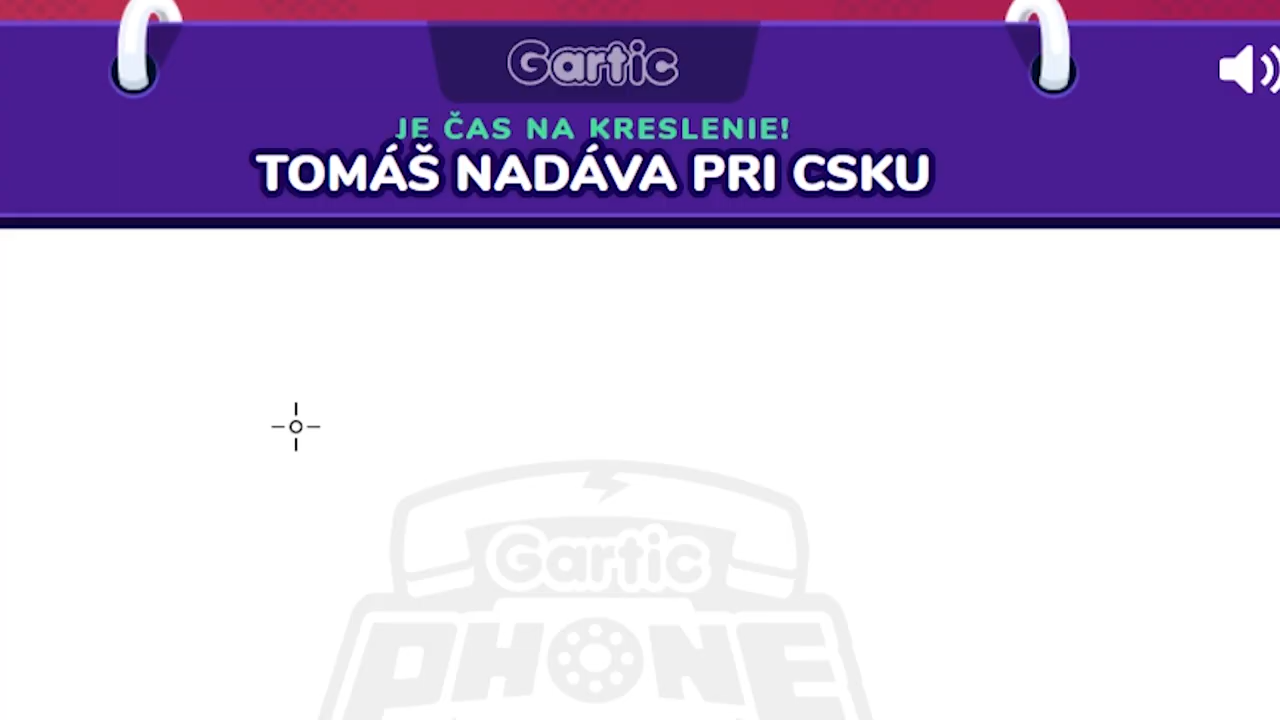 Gartic
JE ČAS NA KRESLENIE!
TOMÁŠ NADÁVA PRI CSKU
Gartic
PHONE